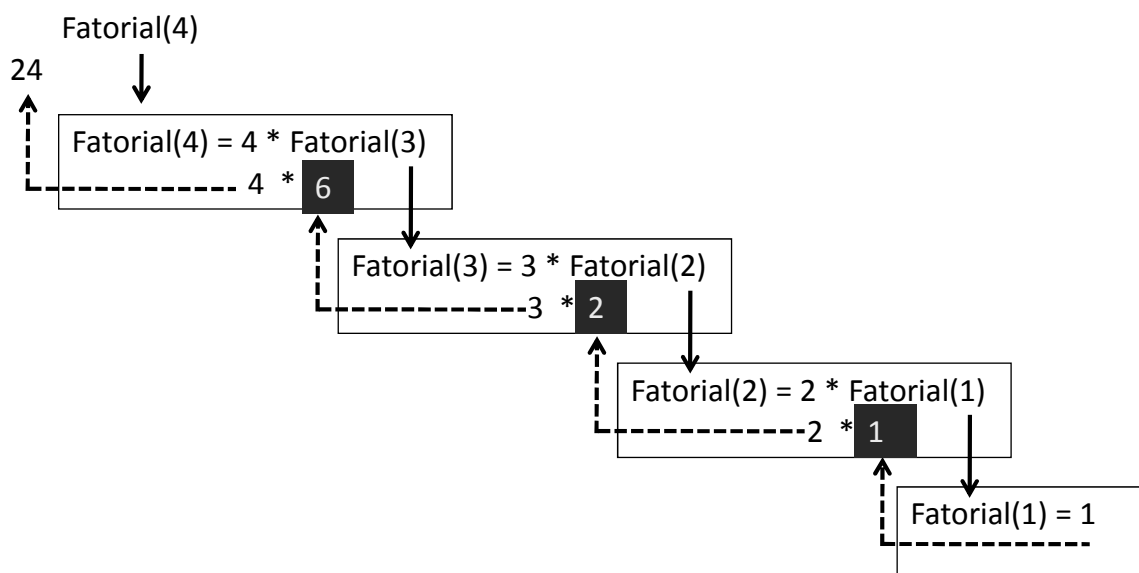 Fatorial(4)
24
Fatorial(4) = 4 * Fatorial(3)
4 * 6
Fatorial(3) = 3 * Fatorial(2)
3 * 2
Fatorial(2) = 2 * Fatorial(1)
2 * 1
Fatorial(1) = 1